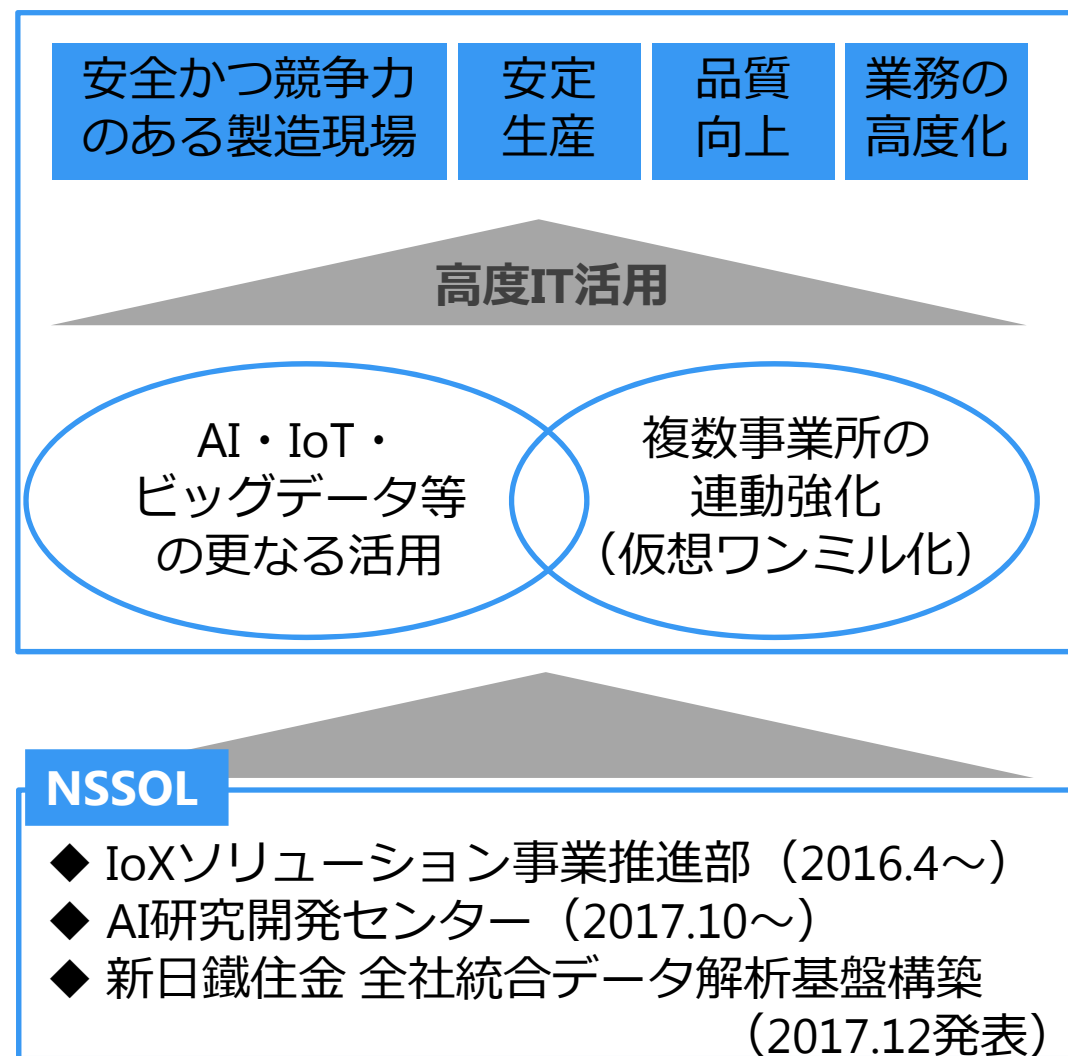 安全かつ競争力
のある製造現場
安定
生産
品質
向上
業務の
高度化
高度IT活用
AI・IoT・
ビッグデータ等
の更なる活用
複数事業所の
連動強化
（仮想ワンミル化）
NSSOL
◆ IoXソリューション事業推進部（2016.4～）
◆ AI研究開発センター（2017.10～）
◆ 新日鐵住金 全社統合データ解析基盤構築
（2017.12発表）